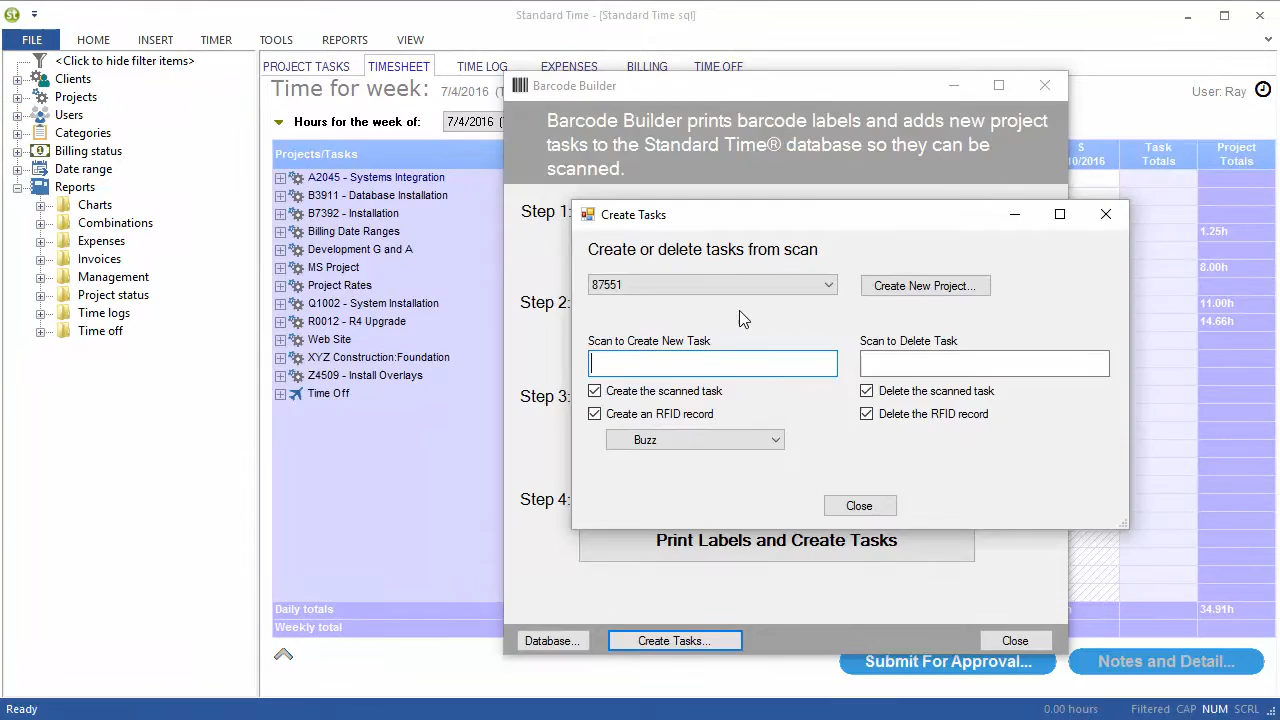 st
Standard Time - [Standard Time sql]
FILE HOME INSERT TIMER TOOLS REPORTS VIEW
<Click to hide filter items>
Clients
Projects
Users
Categories
Billing status
Date range
Reports
Charts
Combinations
Expenses
Invoices
Management
Project status
Time logs
Time off
PROJECT TASKS TIMESHEET TIME LOG EXPENSES BILLING TIME OFF
Time for week: 7/4/2016 (
User: Ray
Hours for the week of: 7/4/2016 (
Projects/Tasks
S
0/2016
Task
Totals
Project
Totals
A2045 - Systems Integration
B3911 - Database Installation
B7392 - Installation
Billing Date Ranges 1.25h
Development G and A
MS Project 8.00h
Project Rates
Q1002 - System Installation 11.00h
R0012 - R4 Upgrade 14.66h
Web Site
XYZ Construction:Foundation
Z4509 - Install Overlays
Time Off
Daily totals 34.91h
Weekly total
Submit For Approval... Notes and Detail...
Barcode Builder
Barcode Builder prints barcode labels and adds new project
tasks to the Standard Time® database so they can be
scanned.
Step 1:
Step 2:
Step 3:
Step 4:
Print Labels and Create Tasks
Database... Create Tasks... Close
Create Tasks
Create or delete tasks from scan
87551 Create New Project...
Scan to Create New Task
Create the scanned task
Create an RFID record
Buzz
Scan to Delete Task
Delete the scanned task
Delete the RFID record
Close
Ready 0.00 hours Filtered CAP NUM SCRL